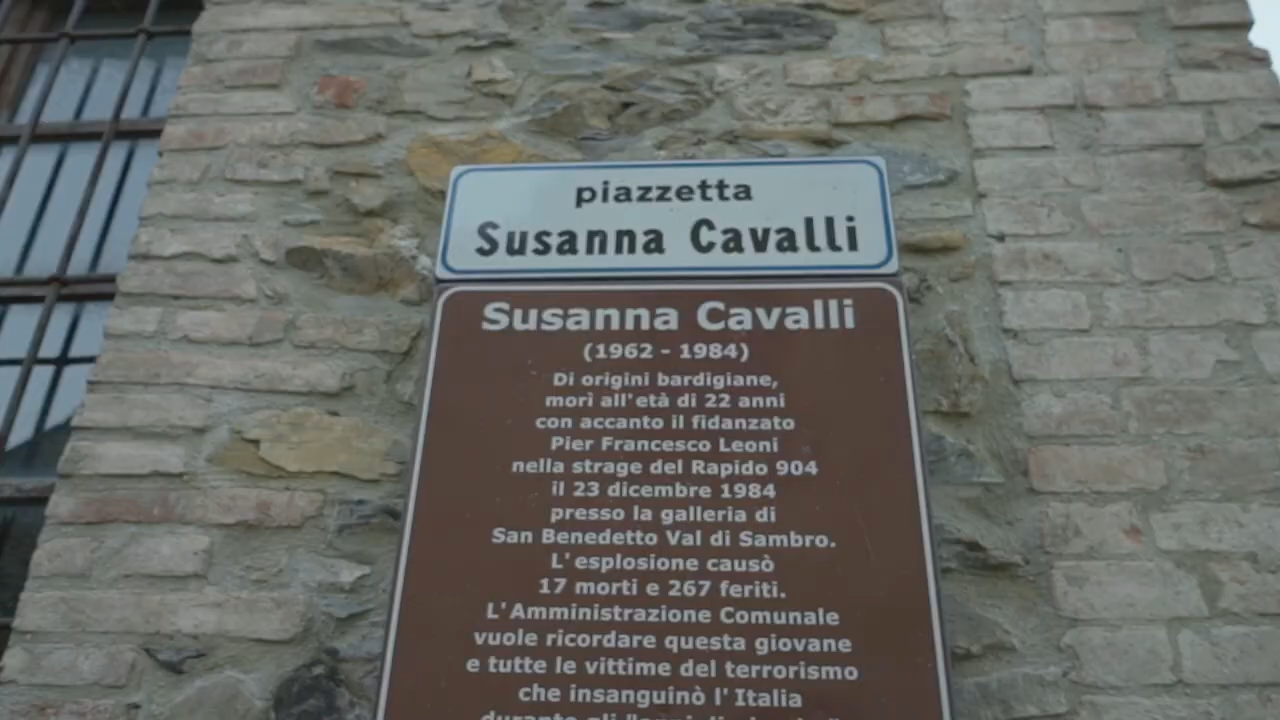 piazzetta
Susanna Cavalli
Susanna Cavalli
(1962 - 1984)
Di origini bardigiane,
morì all'età di 22 anni
con accanto il fidanzato
Pier Francesco Leoni
nella strage del Rapido 904
il 23 dicembre 1984
presso la galleria di
San Benedetto Val di Sambro.
L'esplosione causò
17 morti e 267 feriti.
L'Amministrazione Comunale
vuole ricordare questa giovane
e tutte le vittime del terrorismo
che insanguinò l'Italia
durante gli